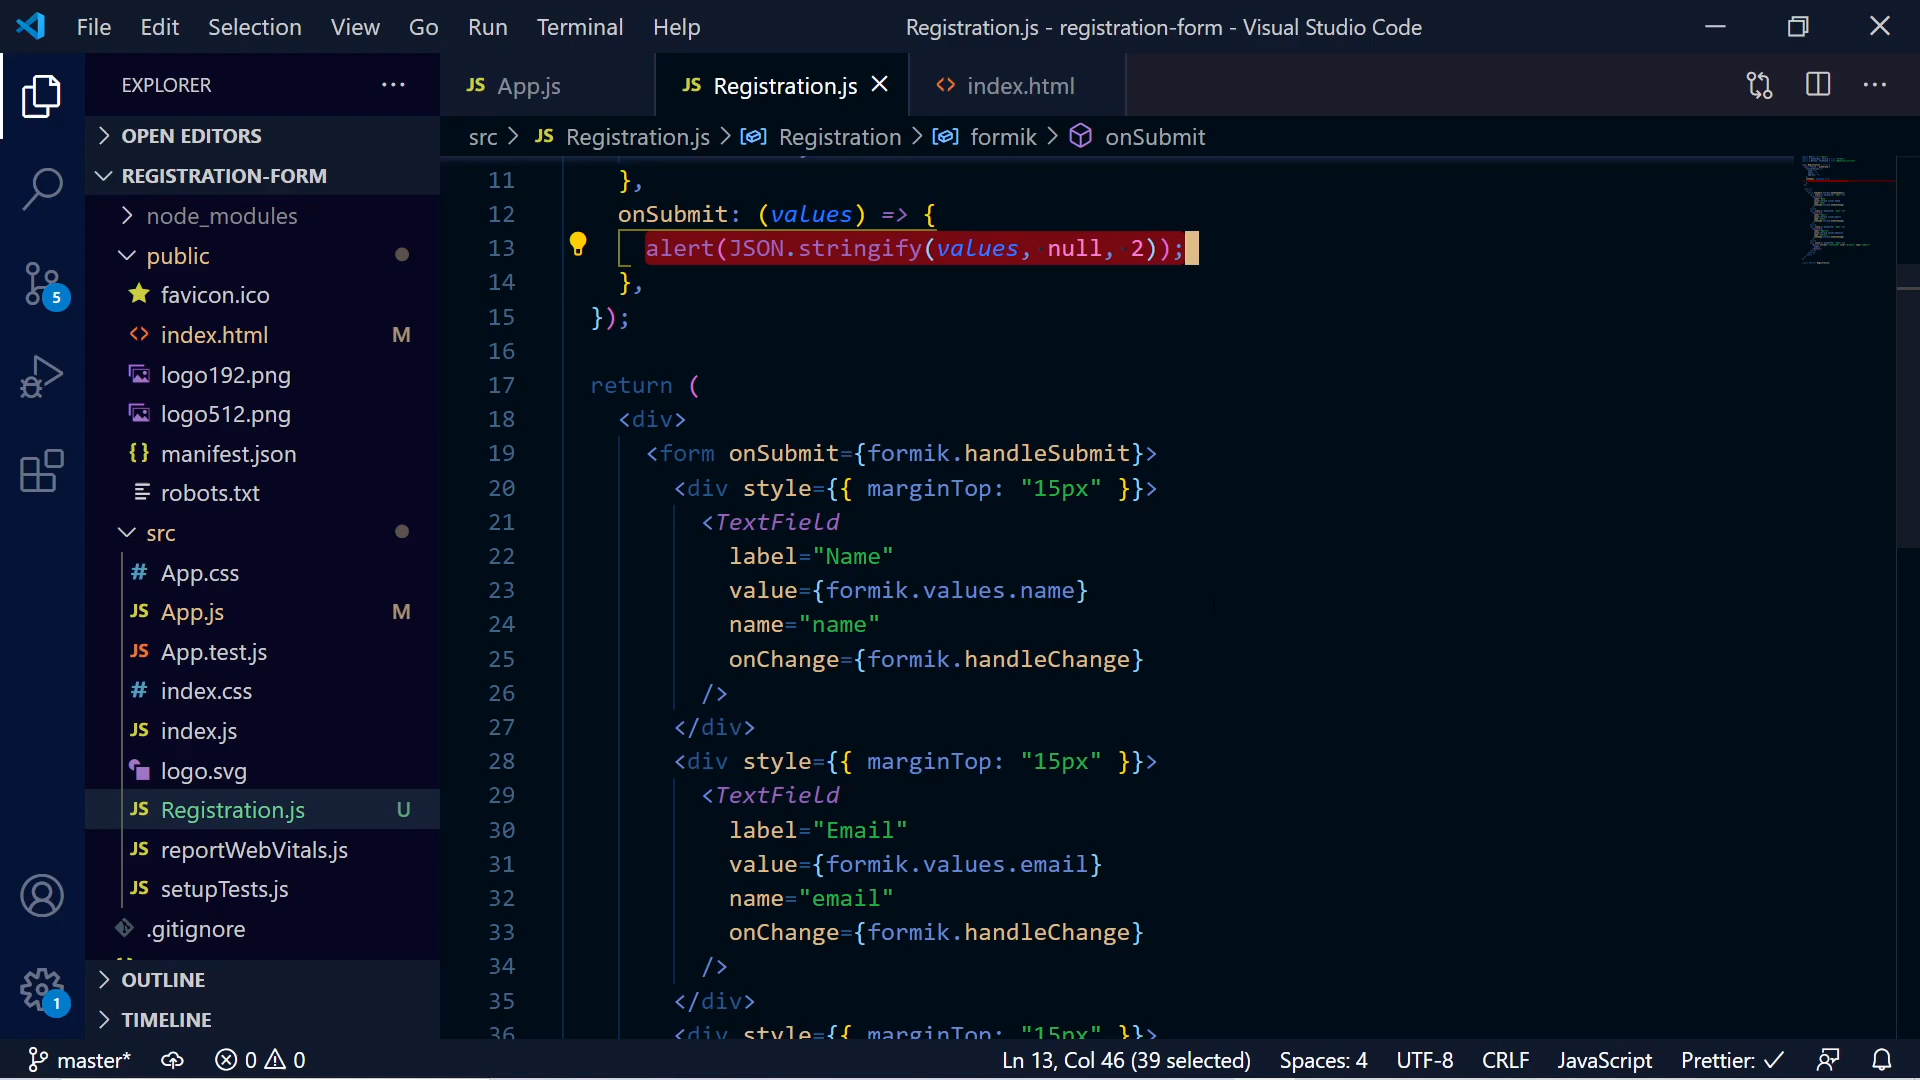 File Edit Selection View Go Run Terminal Help
Registration.js - registration-form - Visual Studio Code
EXPLORER
OPEN EDITORS
REGISTRATION-FORM
node_modules
public
favicon.ico
index.html M
logo192.png
logo512.png
manifest.json
robots.txt
src
App.css
App.js M
App.test.js
index.css
index.js
logo.svg
Registration.js U
reportWebVitals.js
setupTests.js
.gitignore
OUTLINE
TIMELINE
5
1
JS App.js
JS Registration.js
index.html
src > JS Registration.js > Registration > formik > onSubmit
11 },
12 onSubmit: (values) => {
13 alert(JSON.stringify(values, null, 2));
14 },
15 });
16
17 return (
18 <div>
19 <form onSubmit={formik.handleSubmit}>
20 <div style={{ marginTop: "15px" }}>
21 <TextField
22 label="Name"
23 value={formik.values.name}
24 name="name"
25 onChange={formik.handleChange}
26 />
27 </div>
28 <div style={{ marginTop: "15px" }}>
29 <TextField
30 label="Email"
31 value={formik.values.email}
32 name="email"
33 onChange={formik.handleChange}
34 />
35 </div>
36 <div style={{ marginTop: "15px" }}>
master* 0 0 Ln 13, Col 46 (39 selected) Spaces: 4 UTF-8 CRLF JavaScript Prettier: ✓